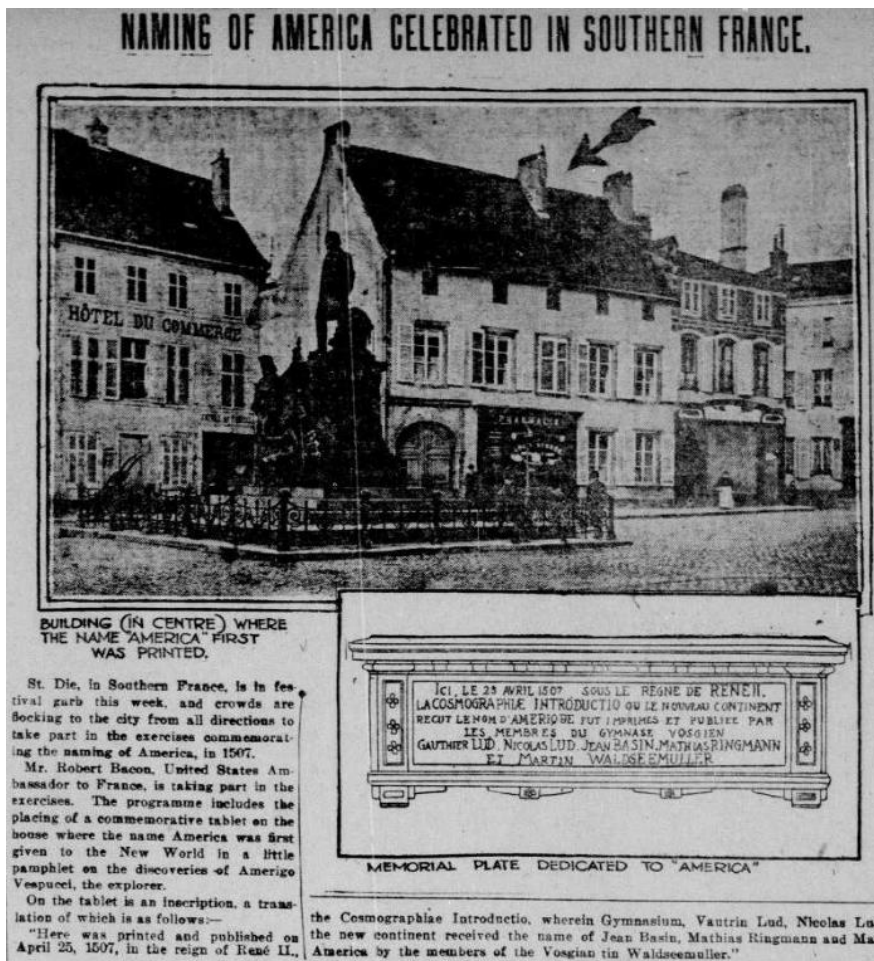 NAMING OF AMERICA CELEBRATED IN SOUTHERN FRANCE.
HÔTEL DU COMMERCE
BUILDING (IN CENTRE) WHERE
THE NAME "AMERICA" FIRST
WAS PRINTED.
ICI, LE 25 AVRIL 1507 SOUS LE REGNE DE RENE II.
LA COSMOGRAPHIÆ INTRODUCTIO OU LE NOUVEAU CONTINENT
RECUT LE NOM D'AMERIQUE FUT IMPRIMES ET PUBLIEE PAR
LES MEMBRES DU GYMNASE VOSGIEN
GAUTHIER LUD. NICOLAS LUD. JEAN BASIN. MATHIAS RINGMANN
ET MARTIN WALDSEEMULLER
MEMORIAL PLATE DEDICATED TO "AMERICA"
St. Die, in Southern France, is in fes-
tival garb this week, and crowds are
flocking to the city from all directions to
take part in the exercises commemorat-
ing the naming of America, in 1507.
Mr. Robert Bacon, United States Am-
bassador to France, is taking part in the
exercises. The programme includes the
placing of a commemorative tablet on the
house where the name America was first
given to the New World in a little
pamphlet on the discoveries of Amerigo
Vespucci, the explorer.
On the tablet is an inscription, a trans-
lation of which is as follows:—
"Here was printed and published on
April 25, 1507, in the reign of René II.,
the Cosmographiae Introductio, wherein Gymnasium, Vautrin Lud, Nicolas Lu
the new continent received the name of Jean Basin, Mathias Ringmann and Ma
America by the members of the Vosgian tin Waldseemuller."